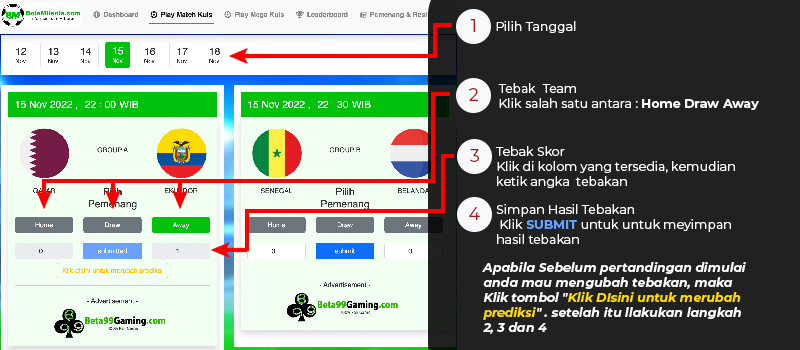 BolaMilenia.com
Dashboard
Play Match Kuis
Play Mega Kuis
Leaderboard
Pemenang & Resi
12 Nov
13 Nov
14 Nov
15 Nov
16 Nov
17 Nov
18 Nov
15 Nov 2022 , 22 : 00 WIB
GROUP A
EKUADOR
Pilih
Pemenang
Home
Draw
Away
0
submitted
1
Klik disini untuk merubah prediksi
- Advertisement -
Beta99Gaming.com
15 Nov 2022 , 22 : 30 WIB
GROUP B
SENEGAL
Pilih
Pemenang
BELANDA
Home
Draw
Away
0
submit
0
- Advertisement -
Beta99Gaming.com
1 Pilih Tanggal
2 Tebak Team
Klik salah satu antara : Home Draw Away
3 Tebak Skor
Klik di kolom yang tersedia, kemudian
ketik angka tebakan
4 Simpan Hasil Tebakan
Klik SUBMIT untuk untuk meyimpan
hasil tebakan
Apabila Sebelum pertandingan dimulai
anda mau mengubah tebakan, maka
Klik tombol "Klik DIsini untuk merubah
prediksi" . setelah itu llakukan langkah
2, 3 dan 4